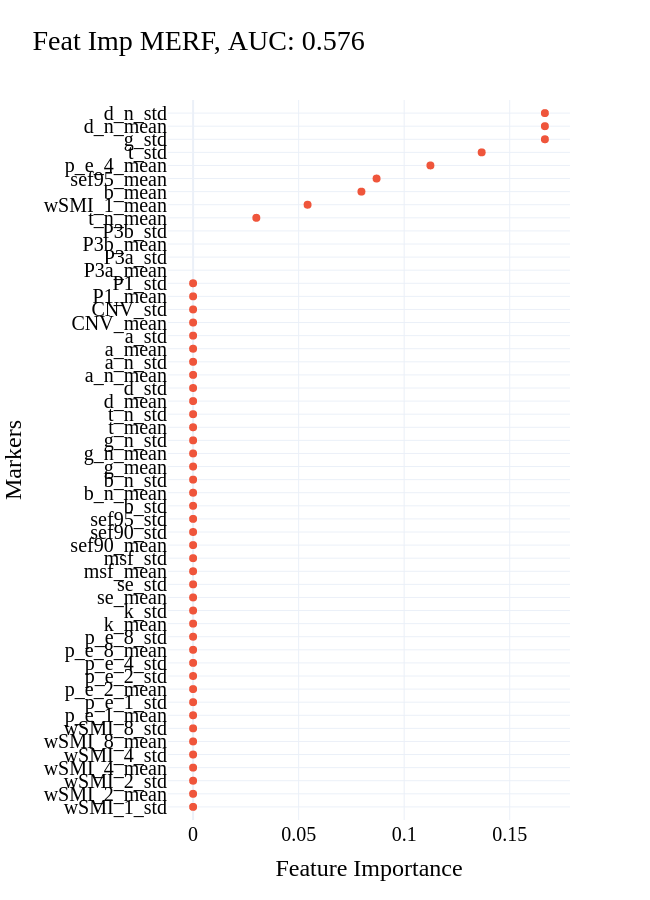 Feat Imp MERF, AUC: 0.576
d_n_std
d_n_mean
g_std
t_std
p_e_4_mean
sef95_mean
b_mean
wSMI_1_mean
t_n_mean
P3b_std
P3b_mean
P3a_std
P3a_mean
P1_std
P1_mean
CNV_std
CNV_mean
a_std
a_mean
a_n_std
a_n_mean
d_std
d_mean
t_n_std
t_mean
g_n_std
g_n_mean
g_mean
b_n_std
b_n_mean
b_std
sef95_std
sef90_std
sef90_mean
msf_std
msf_mean
se_std
se_mean
k_std
k_mean
p_e_8_std
p_e_8_mean
p_e_4_std
p_e_2_std
p_e_2_mean
p_e_1_std
p_e_1_mean
wSMI_8_std
wSMI_8_mean
wSMI_4_std
wSMI_4_mean
wSMI_2_std
wSMI_2_mean
wSMI_1_std
Markers
0 0.05 0.1 0.15
Feature Importance